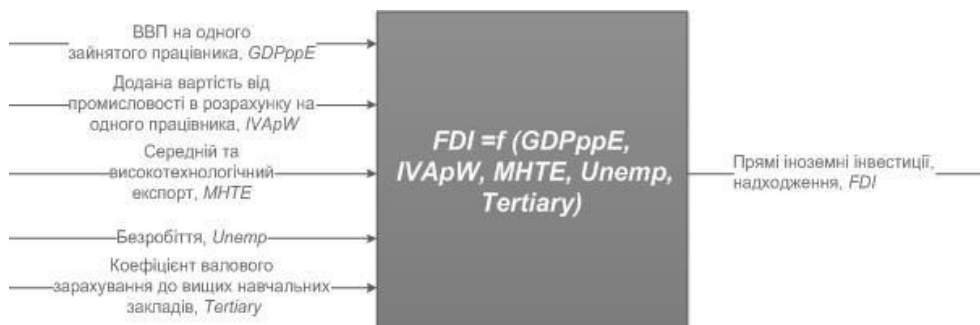 ВВП на одного
зайнятого працівника, GDPppE
Додана вартість від
промисловості в розрахунку на
одного працівника, IVApW
Середній та
високотехнологічний
експорт, MHTE
Безробіття, Unemp
Коефіцієнт валового
зарахування до вищих навчальних
закладів, Tertiary
FDI =f (GDPppE,
IVApW, MHTE, Unemp,
Tertiary)
Прямі іноземні інвестиції,
надходження, FDI